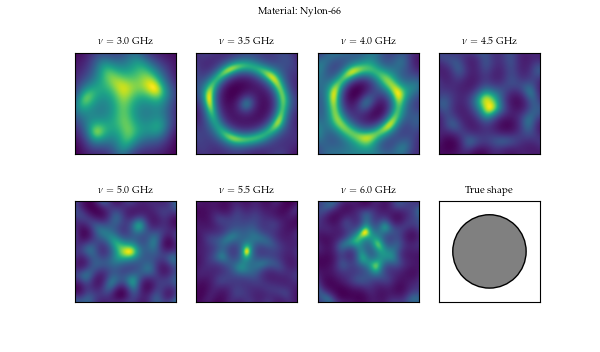 Material: Nylon-66
ν = 3.0 GHz
ν = 3.5 GHz
ν = 4.0 GHz
ν = 4.5 GHz
ν = 5.0 GHz
ν = 5.5 GHz
ν = 6.0 GHz
True shape